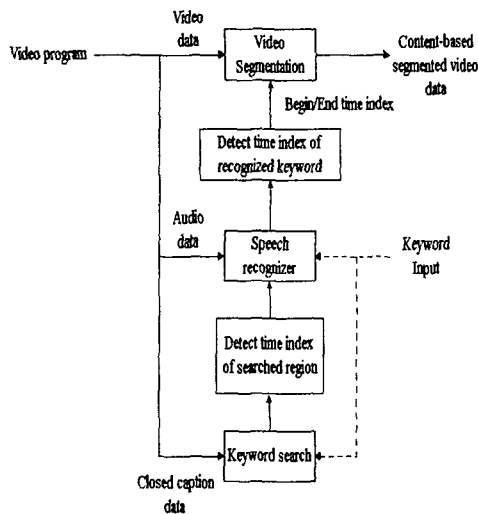 Video
data
Video program
Video
Segmentation
Content-based
segmented video
data
Begin/End time index
Detect time index of
recognized keyword
Audio
data
Speech
recognizer
Keyword
Input
Detect time index
of searched region
Keyword search
Closed caption
data